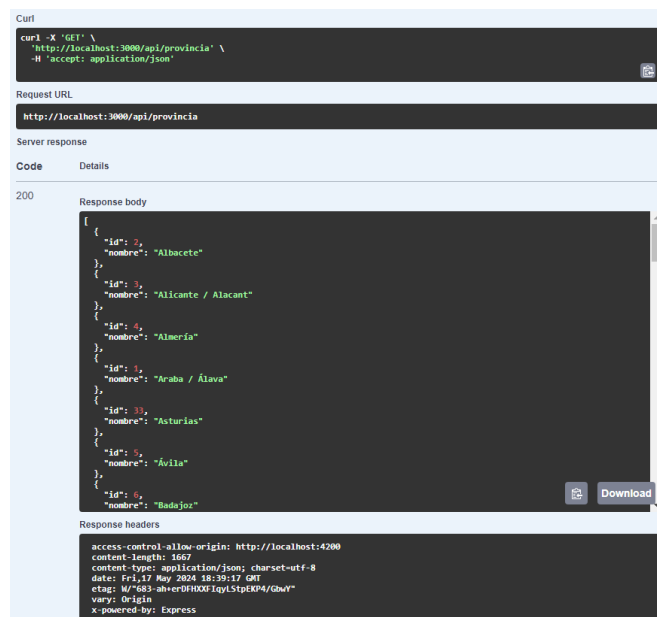 Curl
curl -X 'GET' \
  'http://localhost:3000/api/provincia' \
  -H 'accept: application/json'
Request URL
http://localhost:3000/api/provincia
Server response
Code Details
200
Response body
[
  {
    "id": 2,
    "nombre": "Albacete"
  },
  {
    "id": 3,
    "nombre": "Alicante / Alacant"
  },
  {
    "id": 4,
    "nombre": "Almería"
  },
  {
    "id": 1,
    "nombre": "Araba / Álava"
  },
  {
    "id": 33,
    "nombre": "Asturias"
  },
  {
    "id": 5,
    "nombre": "Ávila"
  },
  {
    "id": 6,
    "nombre": "Badajoz"
Download
Response headers
access-control-allow-origin: http://localhost:4200
content-length: 1667
content-type: application/json; charset=utf-8
date: Fri,17 May 2024 18:39:17 GMT
etag: W/"683-ah+erDFHXXFIqyLStpEKP4/GbwY"
vary: Origin
x-powered-by: Express